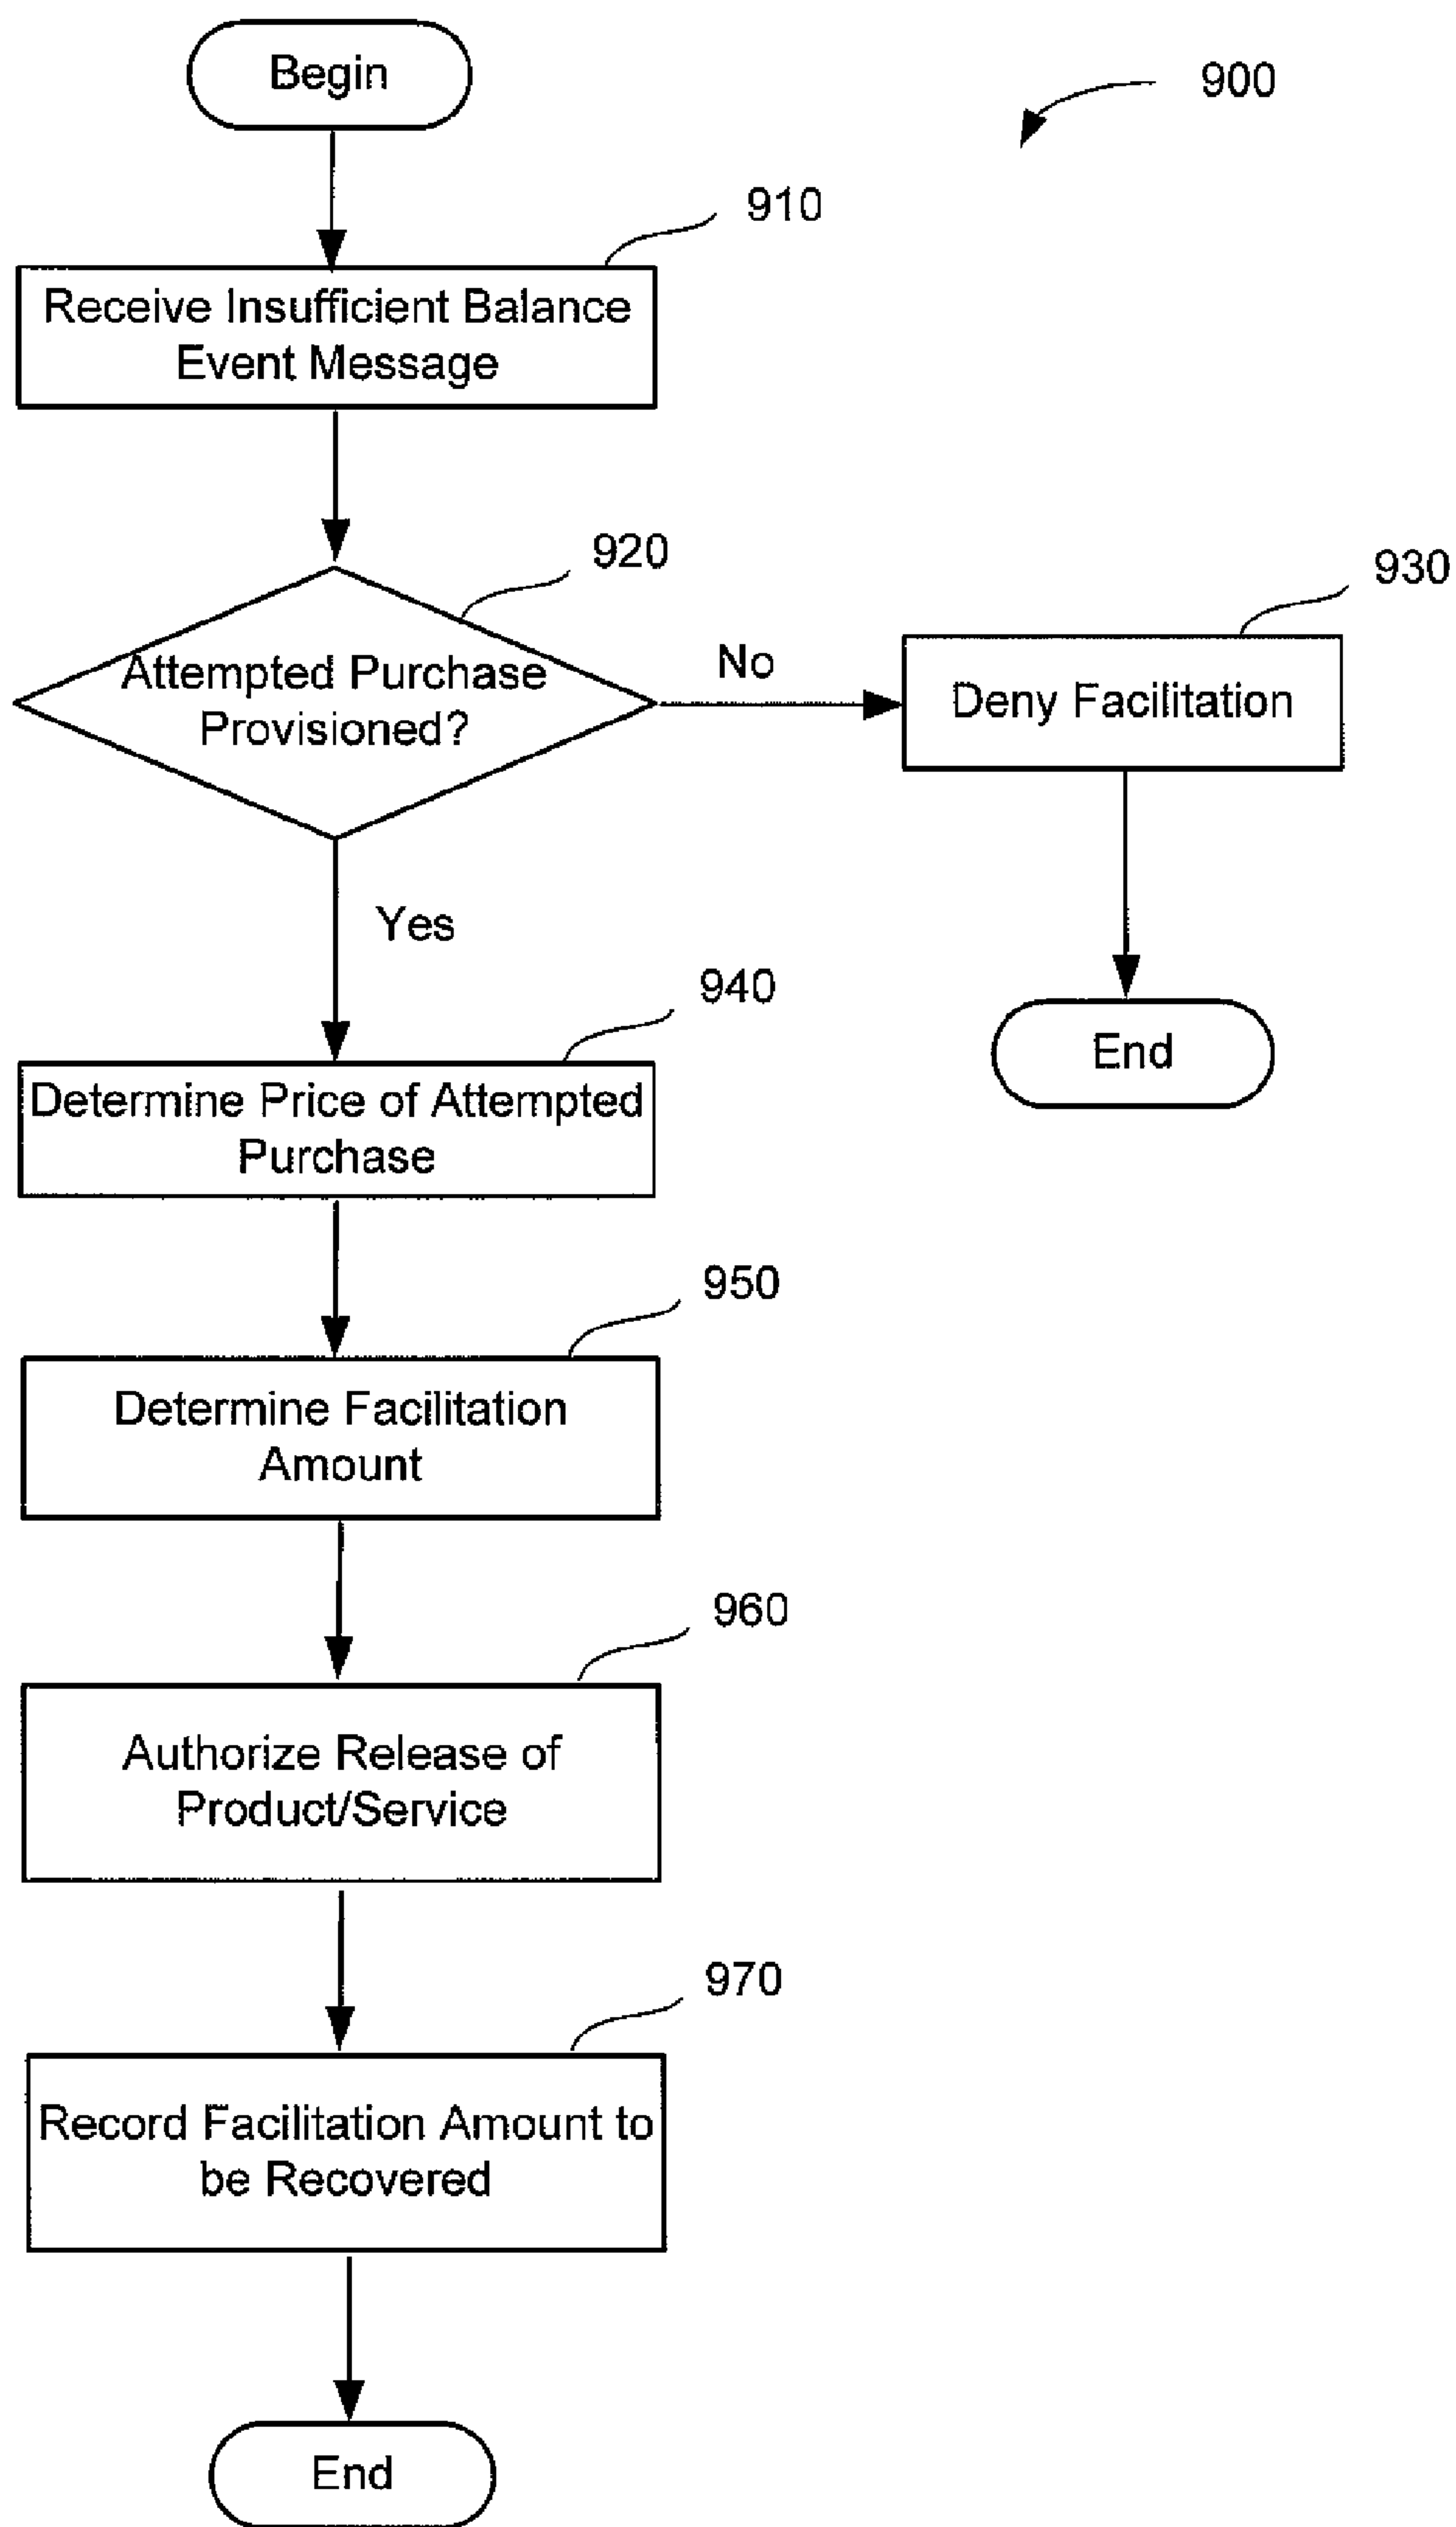 Begin
900
910
Receive Insufficient Balance
Event Message
920
930
Attempted Purchase
Provisioned?
No
Deny Facilitation
Yes
940
End
Determine Price of Attempted
Purchase
950
Determine Facilitation
Amount
960
Authorize Release of
Product/Service
970
Record Facilitation Amount to
be Recovered
End